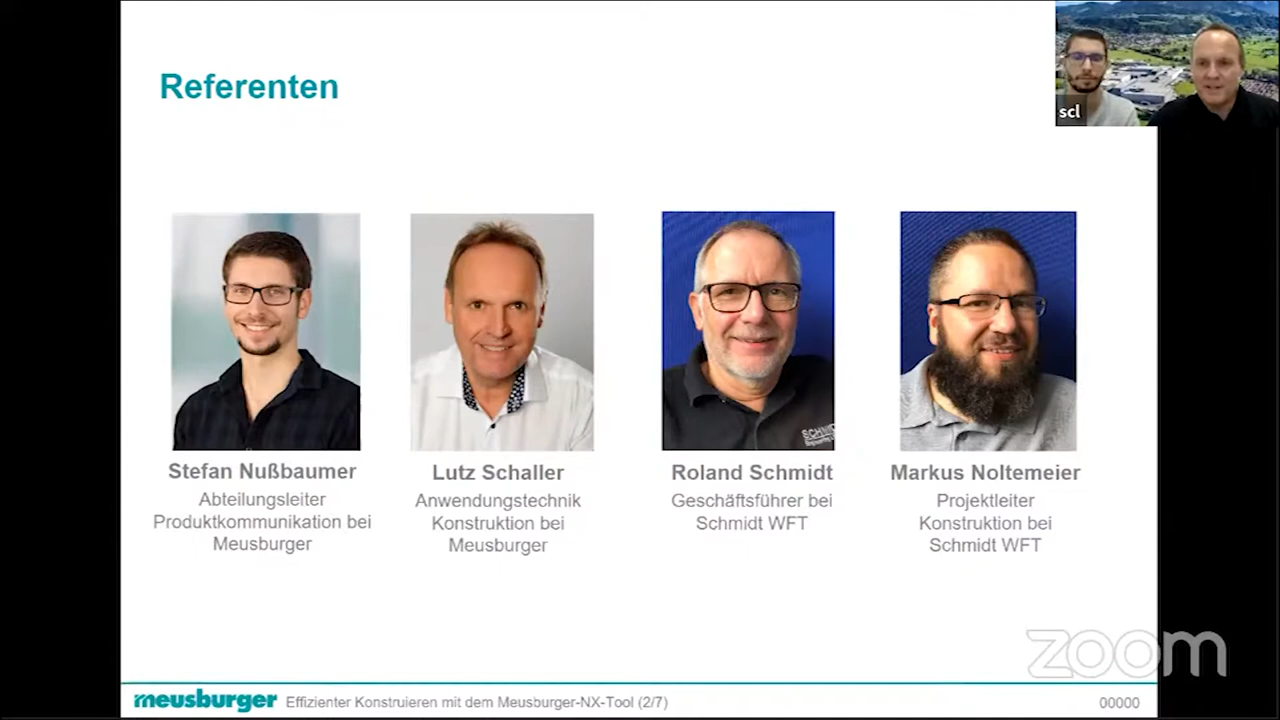 Referenten
scl
Stefan Nußbaumer
Abteilungsleiter
Produktkommunikation bei
Meusburger
Lutz Schaller
Anwendungstechnik
Konstruktion bei
Meusburger
Roland Schmidt
Geschäftsführer bei
Schmidt WFT
Markus Noltemeier
Projektleiter
Konstruktion bei
Schmidt WFT
zoom
meusburger Effizienter Konstruieren mit dem Meusburger-NX-Tool (2/7) 00000